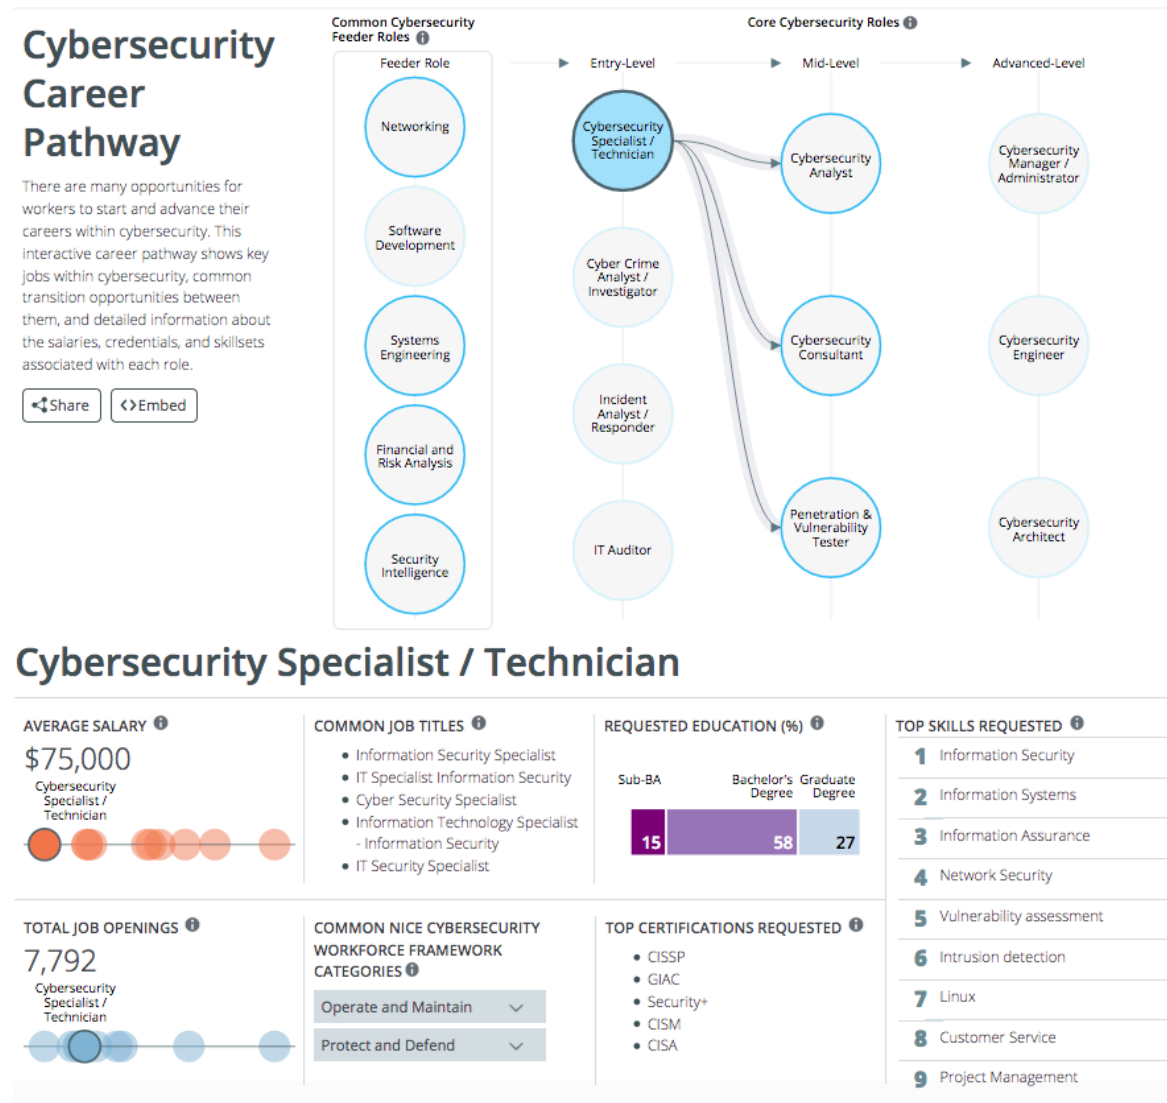 Cybersecurity
Career
Pathway
There are many opportunities for
workers to start and advance their
careers within cybersecurity. This
interactive career pathway shows key
jobs within cybersecurity, common
transition opportunities between
them, and detailed information about
the salaries, credentials, and skillsets
associated with each role.
Share
Embed
Common Cybersecurity
Feeder Roles
Core Cybersecurity Roles
Feeder Role
Entry-Level
Mid-Level
Advanced-Level
Networking
Software
Development
Systems
Engineering
Financial and
Risk Analysis
Security
Intelligence
Cybersecurity
Specialist /
Technician
Cyber Crime
Analyst /
Investigator
Incident
Analyst /
Responder
IT Auditor
Cybersecurity
Analyst
Cybersecurity
Consultant
Penetration &
Vulnerability
Tester
Cybersecurity
Manager /
Administrator
Cybersecurity
Engineer
Cybersecurity
Architect
Cybersecurity Specialist / Technician
AVERAGE SALARY
$75,000
Cybersecurity
Specialist /
Technician
COMMON JOB TITLES
Information Security Specialist
IT Specialist Information Security
Cyber Security Specialist
Information Technology Specialist
- Information Security
IT Security Specialist
REQUESTED EDUCATION (%)
Sub-BA
Bachelor's
Degree
Graduate
Degree
15
58
27
TOP SKILLS REQUESTED
1 Information Security
2 Information Systems
3 Information Assurance
4 Network Security
5 Vulnerability assessment
6 Intrusion detection
7 Linux
8 Customer Service
9 Project Management
TOTAL JOB OPENINGS
7,792
Cybersecurity
Specialist /
Technician
COMMON NICE CYBERSECURITY
WORKFORCE FRAMEWORK
CATEGORIES
Operate and Maintain
Protect and Defend
TOP CERTIFICATIONS REQUESTED
CISSP
GIAC
Security+
CISM
CISA